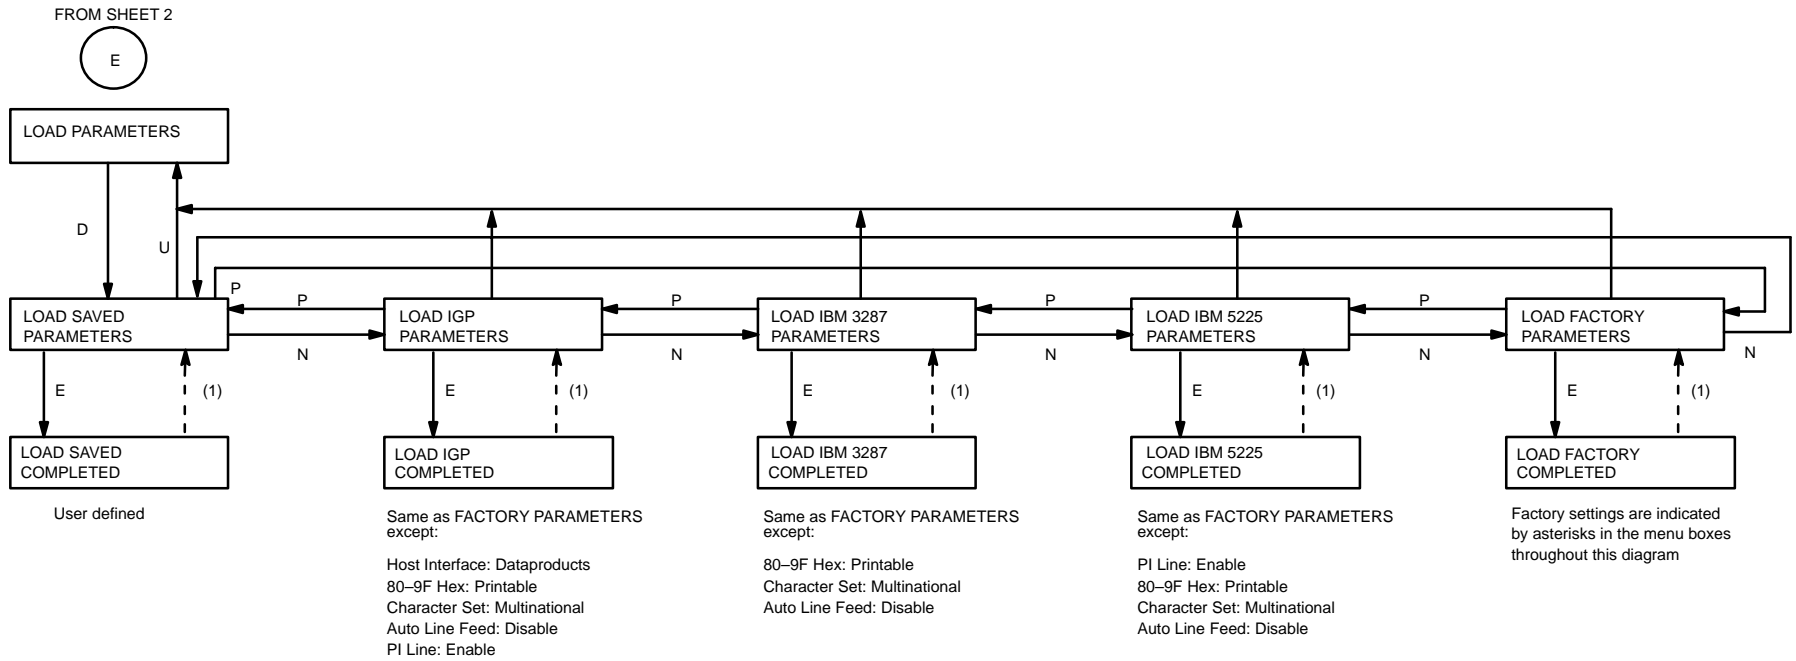 FROM SHEET 2
E
LOAD PARAMETERS
D
U
P
P
P
P
P
LOAD SAVED
PARAMETERS
LOAD IGP
PARAMETERS
LOAD IBM 3287
PARAMETERS
LOAD IBM 5225
PARAMETERS
LOAD FACTORY
PARAMETERS
N
N
N
N
N
E
(1)
E
(1)
E
(1)
E
(1)
E
(1)
LOAD SAVED
COMPLETED
LOAD IGP
COMPLETED
LOAD IBM 3287
COMPLETED
LOAD IBM 5225
COMPLETED
LOAD FACTORY
COMPLETED
User defined
Same as FACTORY PARAMETERS
except:
Host Interface: Dataproducts
80–9F Hex: Printable
Character Set: Multinational
Auto Line Feed: Disable
PI Line: Enable
Same as FACTORY PARAMETERS
except:
80–9F Hex: Printable
Character Set: Multinational
Auto Line Feed: Disable
Same as FACTORY PARAMETERS
except:
PI Line: Enable
80–9F Hex: Printable
Character Set: Multinational
Auto Line Feed: Disable
Factory settings are indicated
by asterisks in the menu boxes
throughout this diagram